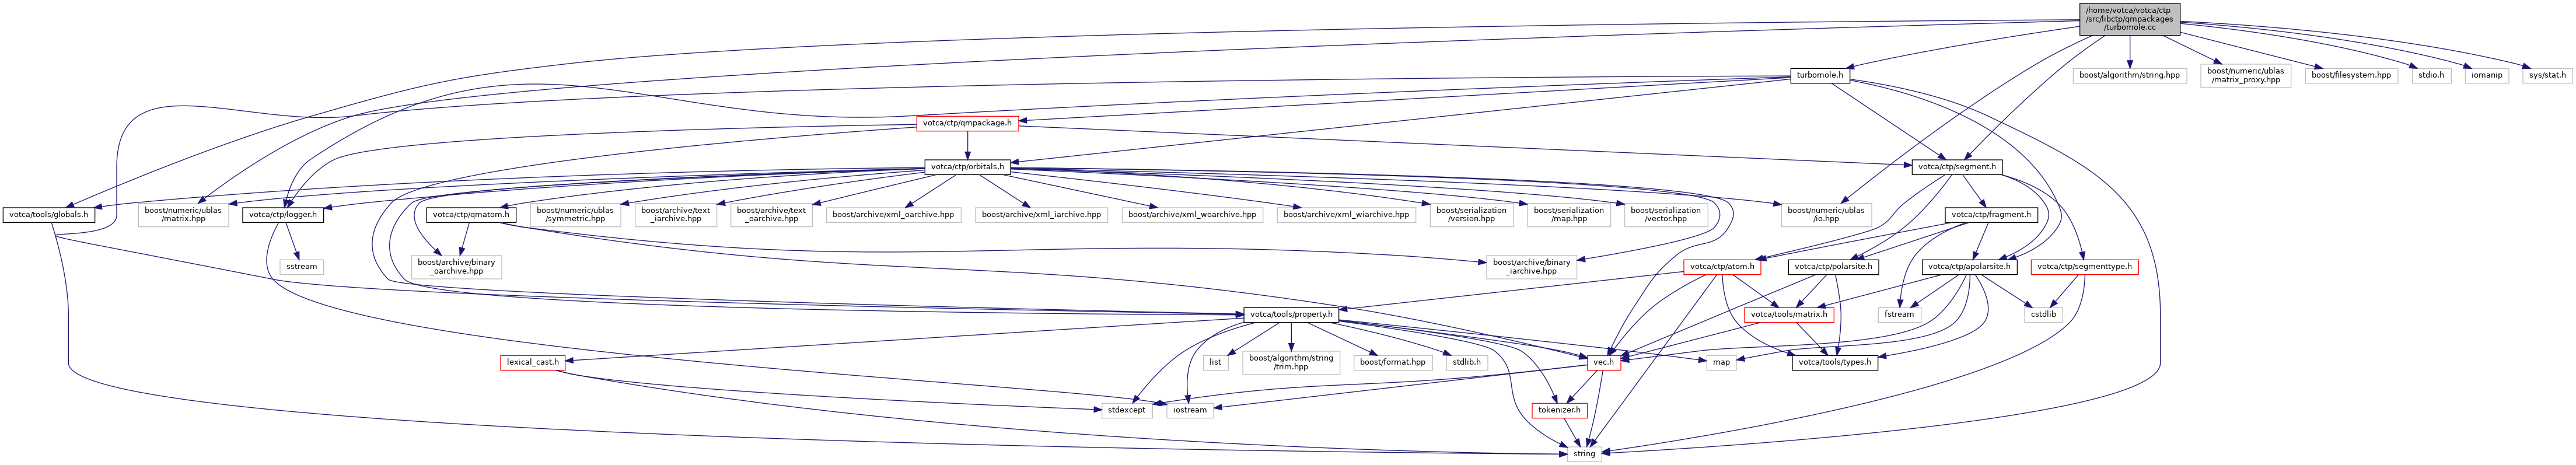 /home/votca/votca/ctp
/src/libctp/qmpackages
/turbomole.cc
turbomole.h
boost/algorithm/string.hpp
boost/numeric/ublas
/matrix_proxy.hpp
boost/filesystem.hpp
stdio.h
iomanip
sys/stat.h
votca/ctp/qmpackage.h
votca/ctp/orbitals.h
votca/ctp/segment.h
votca/tools/globals.h
boost/numeric/ublas
/matrix.hpp
votca/ctp/logger.h
votca/ctp/qmatom.h
boost/numeric/ublas
/symmetric.hpp
boost/archive/text
_iarchive.hpp
boost/archive/text
_oarchive.hpp
boost/archive/xml_oarchive.hpp
boost/archive/xml_iarchive.hpp
boost/archive/xml_woarchive.hpp
boost/archive/xml_wiarchive.hpp
boost/serialization
/version.hpp
boost/serialization
/map.hpp
boost/serialization
/vector.hpp
boost/numeric/ublas
/io.hpp
votca/ctp/fragment.h
sstream
boost/archive/binary
_oarchive.hpp
boost/archive/binary
_iarchive.hpp
votca/ctp/atom.h
votca/ctp/polarsite.h
votca/ctp/apolarsite.h
votca/ctp/segmenttype.h
votca/tools/property.h
votca/tools/matrix.h
fstream
cstdlib
lexical_cast.h
list
boost/algorithm/string
/trim.hpp
boost/format.hpp
stdlib.h
vec.h
map
votca/tools/types.h
stdexcept
iostream
tokenizer.h
string